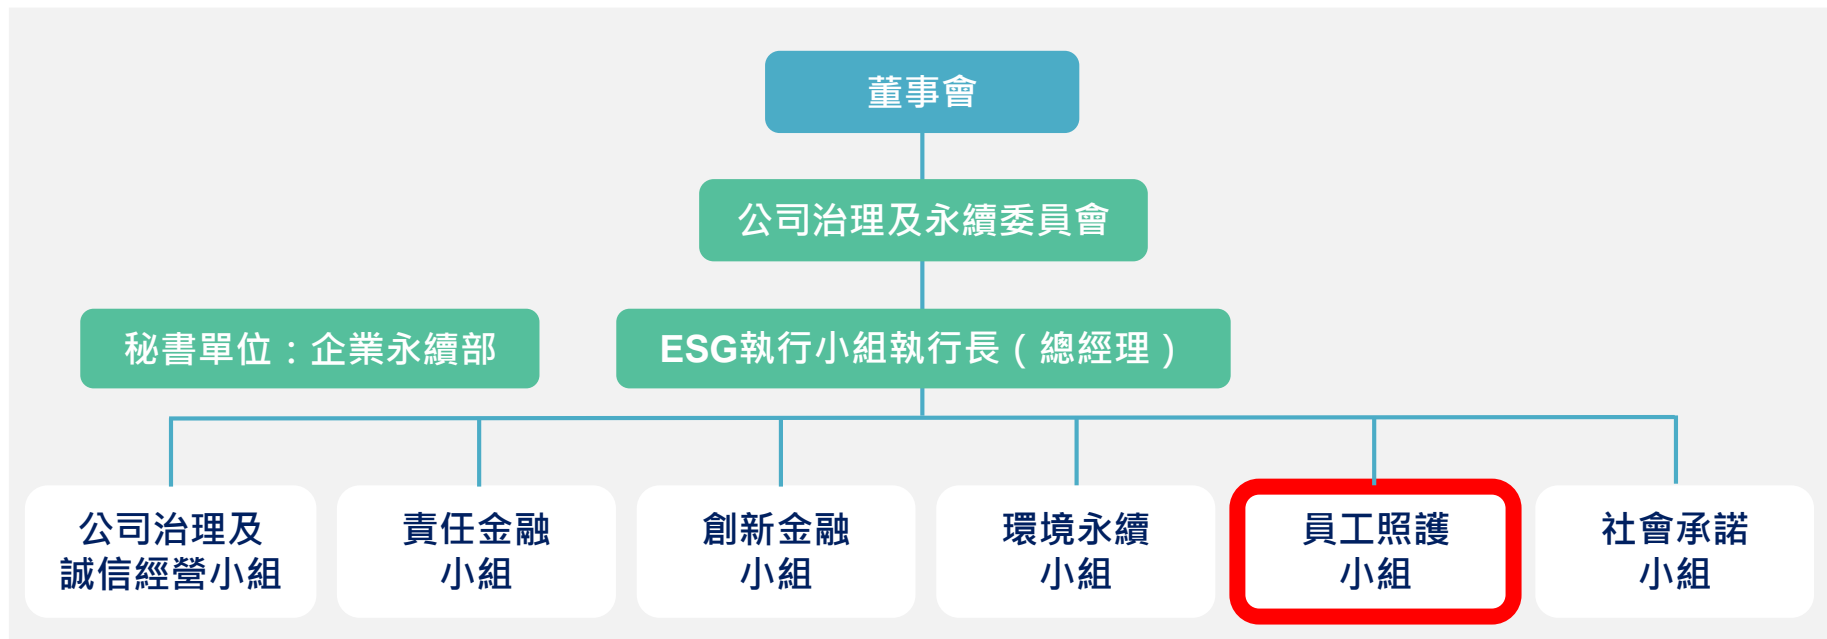 董事會
公司治理及永續委員會
秘書單位：企業永續部
ESG執行小組執行長（總經理）
公司治理及
誠信經營小組
責任金融
小組
創新金融
小組
環境永續
小組
員工照護
小組
社會承諾
小組